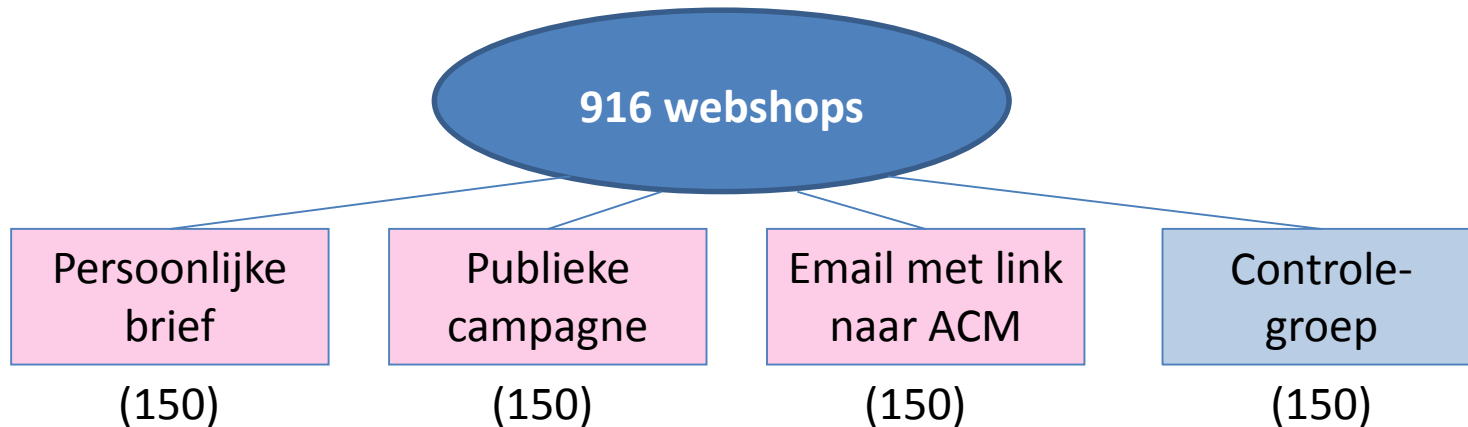 916 webshops
Persoonlijke
brief
(150)
Publieke
campagne
(150)
Email met link
naar ACM
(150)
Controle-
groep
(150)